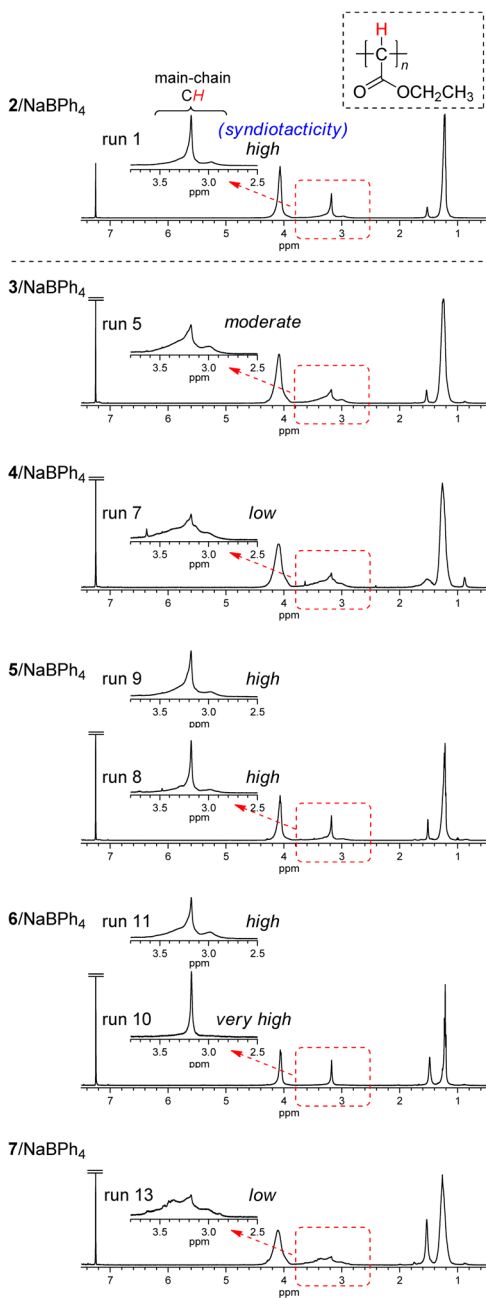 H
C
n
O
OCH2CH3
main-chain
CH
2/NaBPh4
run 1
(syndiotacticity)
high
3.5 3.0 2.5
ppm
7 6 5 4 3 2 1
ppm
3/NaBPh4
run 5
moderate
3.5 3.0 2.5
ppm
7 6 5 4 3 2 1
ppm
4/NaBPh4
run 7
low
3.5 3.0 2.5
ppm
7 6 5 4 3 2 1
ppm
5/NaBPh4
run 9
high
3.5 3.0 2.5
ppm
run 8
high
3.5 3.0 2.5
ppm
7 6 5 4 3 2 1
ppm
6/NaBPh4
run 11
high
3.5 3.0 2.5
ppm
run 10
very high
3.5 3.0 2.5
ppm
7 6 5 4 3 2 1
ppm
7/NaBPh4
run 13
low
3.5 3.0 2.5
ppm
7 6 5 4 3 2 1
ppm